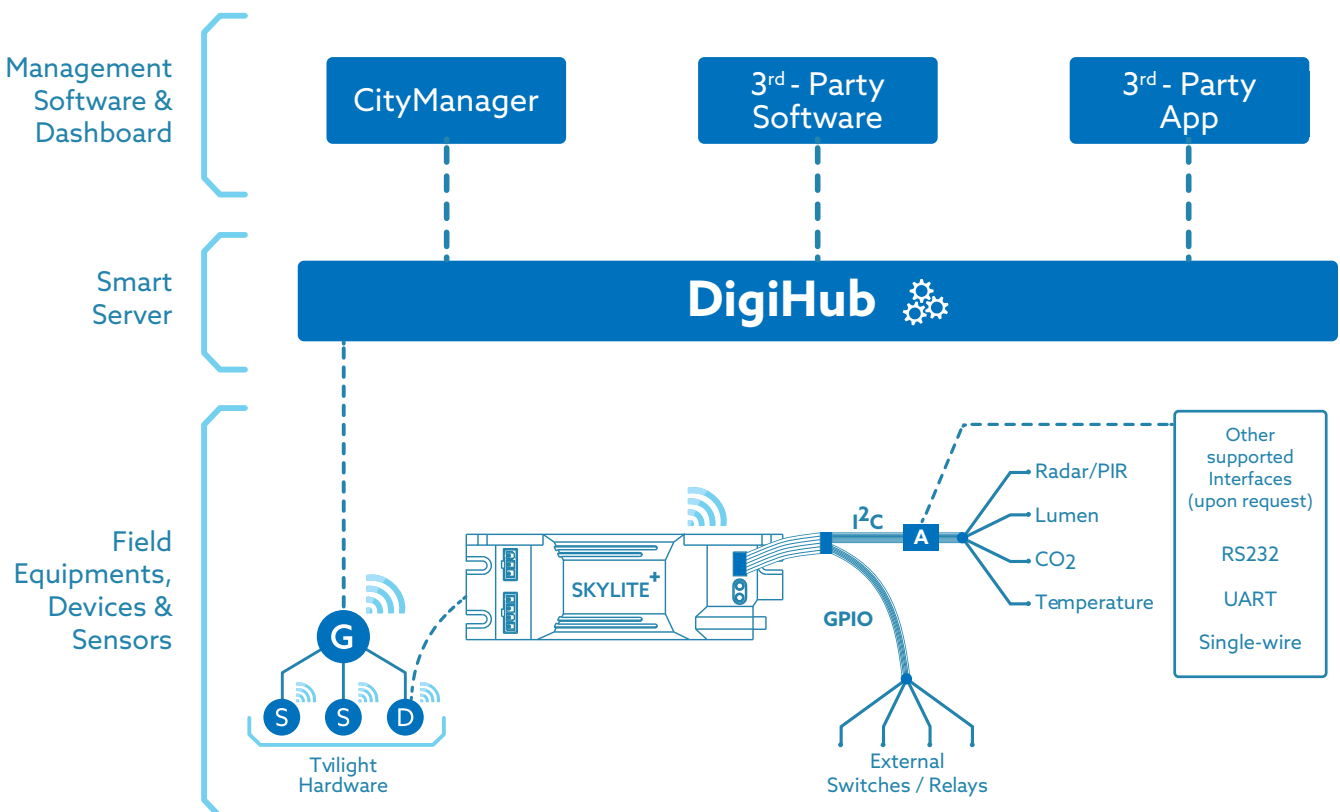 Management
Software &
Dashboard
CityManager
3rd - Party
Software
3rd - Party
App
Smart
Server
DigiHub
Field
Equipments,
Devices &
Sensors
G
S
S
D
Tvilight
Hardware
SKYLITE+
I2C
A
GPIO
Radar/PIR
Lumen
CO2
Temperature
External
Switches / Relays
Other
supported
Interfaces
(upon request)
RS232
UART
Single-wire